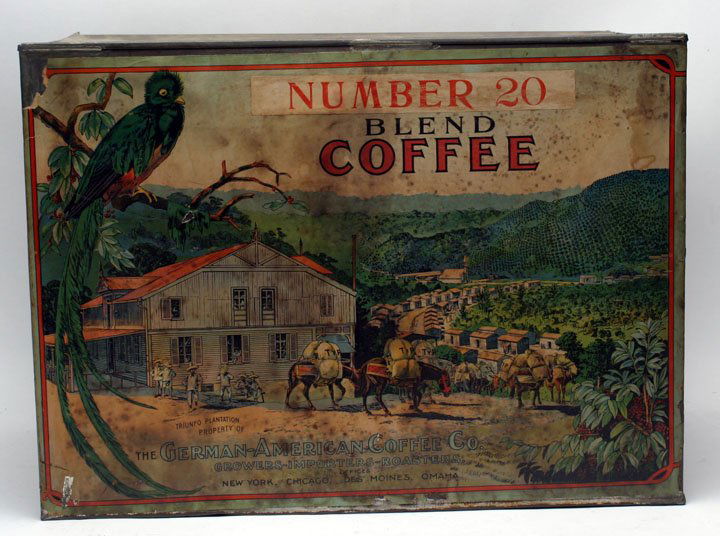 NUMBER 20
BLEND
COFFEE
TRIUNFO PLANTATION
PROPERTY OF
THE GERMAN-AMERICAN-COFFEE CO.
GROWERS-IMPORTERS-ROASTERS.
OFFICES
NEW YORK, CHICAGO, DES MOINES, OMAHA